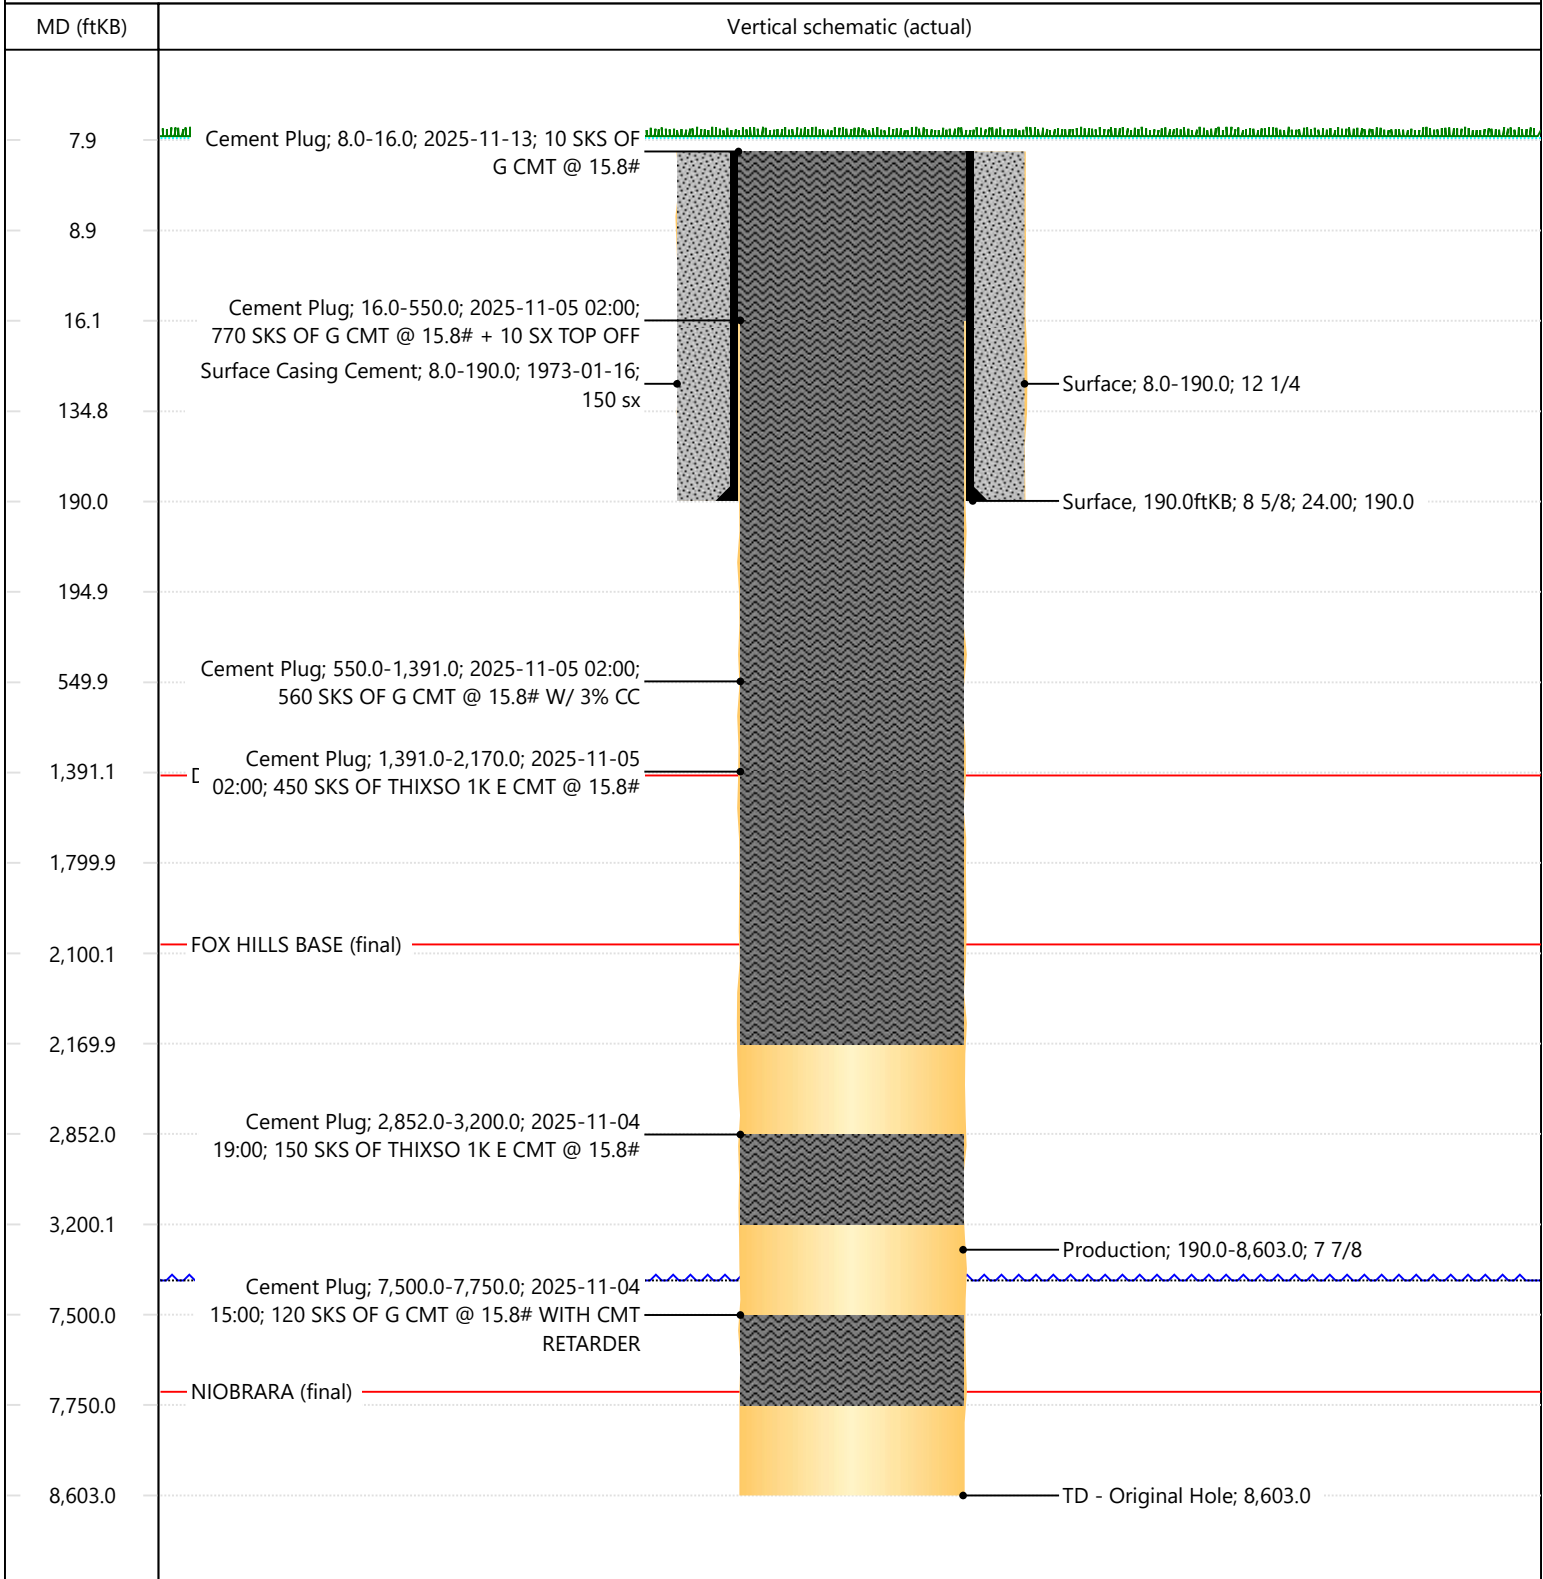 MD (ftKB)
Vertical schematic (actual)
7.9
Cement Plug; 8.0-16.0; 2025-11-13; 10 SKS OF
G CMT @ 15.8#
8.9
16.1
Cement Plug; 16.0-550.0; 2025-11-05 02:00;
770 SKS OF G CMT @ 15.8# + 10 SX TOP OFF
Surface Casing Cement; 8.0-190.0; 1973-01-16;
150 sx
Surface; 8.0-190.0; 12 1/4
134.8
190.0
Surface, 190.0ftKB; 8 5/8; 24.00; 190.0
194.9
549.9
Cement Plug; 550.0-1,391.0; 2025-11-05 02:00;
560 SKS OF G CMT @ 15.8# W/ 3% CC
1,391.1
Cement Plug; 1,391.0-2,170.0; 2025-11-05
02:00; 450 SKS OF THIXSO 1K E CMT @ 15.8#
1,799.9
FOX HILLS BASE (final)
2,100.1
2,169.9
2,852.0
Cement Plug; 2,852.0-3,200.0; 2025-11-04
19:00; 150 SKS OF THIXSO 1K E CMT @ 15.8#
3,200.1
Production; 190.0-8,603.0; 7 7/8
7,500.0
Cement Plug; 7,500.0-7,750.0; 2025-11-04
15:00; 120 SKS OF G CMT @ 15.8# WITH CMT
RETARDER
NIOBRARA (final)
7,750.0
8,603.0
TD - Original Hole; 8,603.0